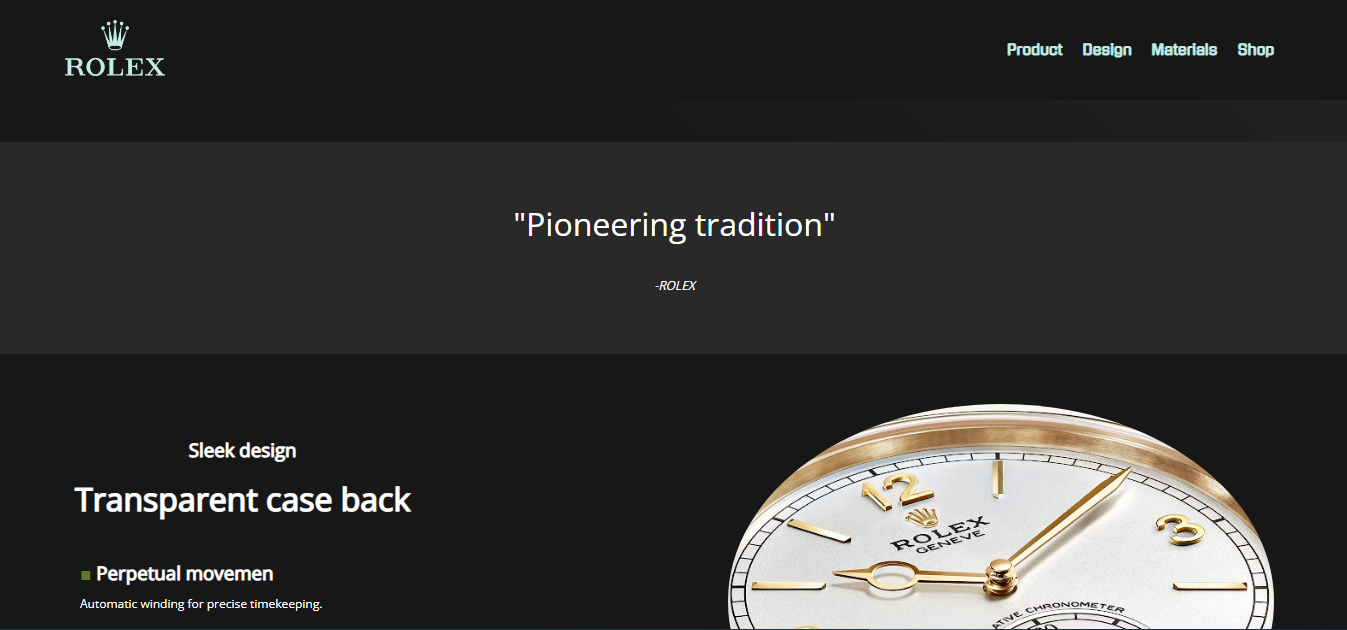 ROLEX
Product Design Materials Shop
"Pioneering tradition"
-ROLEX
Sleek design
Transparent case back
Perpetual movemen
Automatic winding for precise timekeeping.
12
3
ROLEX
GENEVE
ATIVE CHRONOMETER